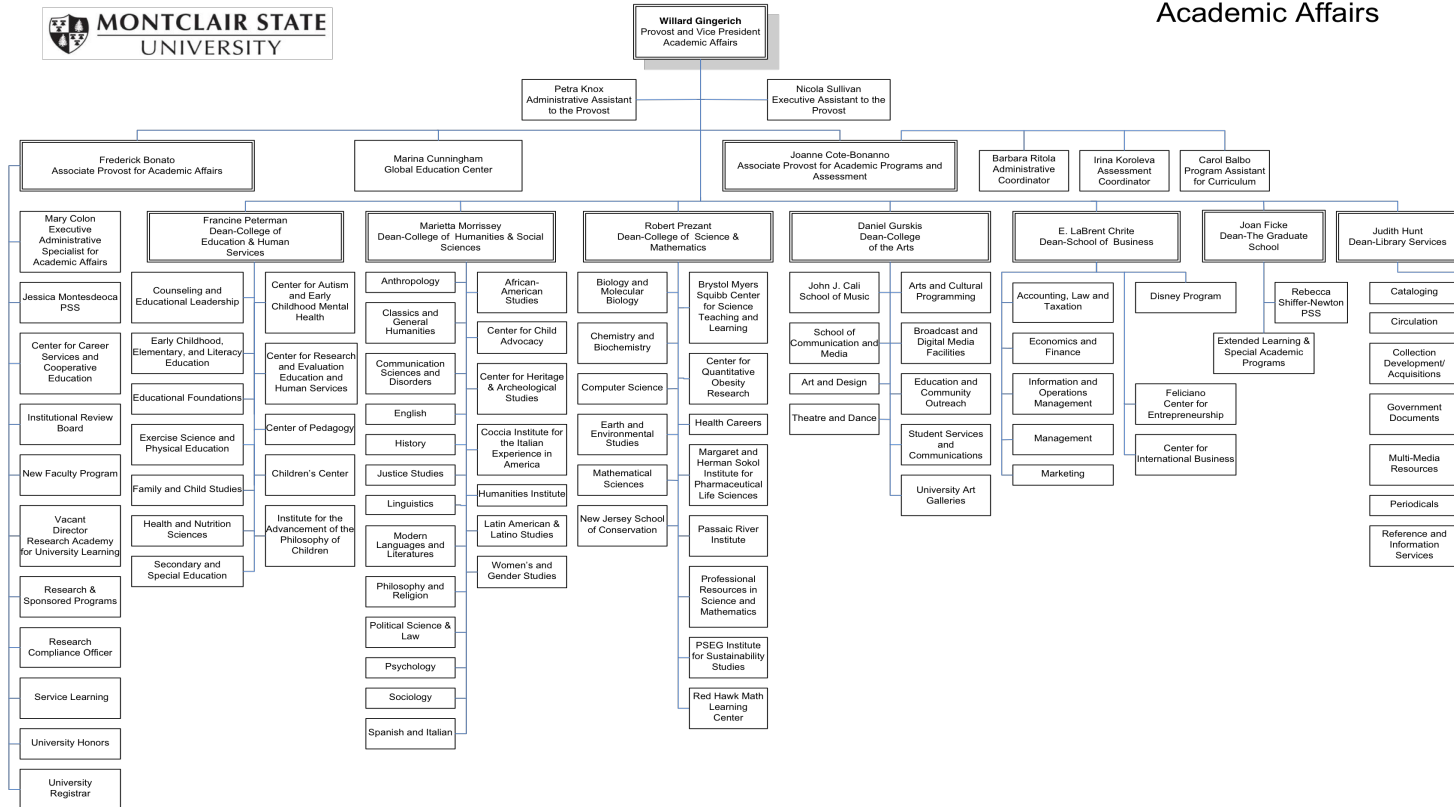 MONTCLAIR STATE
UNIVERSITY
Academic Affairs
Willard Gingerich
Provost and Vice President
Academic Affairs
Petra Knox
Administrative Assistant
to the Provost
Nicola Sullivan
Executive Assistant to the
Provost
Frederick Bonato
Associate Provost for Academic Affairs
Marina Cunningham
Global Education Center
Joanne Cote-Bonanno
Associate Provost for Academic Programs and
Assessment
Barbara Ritola
Administrative
Coordinator
Irina Koroleva
Assessment
Coordinator
Carol Balbo
Program Assistant
for Curriculum
Mary Colon
Executive
Administrative
Specialist for
Academic Affairs
Jessica Montesdeoca
PSS
Center for Career
Services and
Cooperative
Education
Institutional Review
Board
New Faculty Program
Vacant
Director
Research Academy
for University Learning
Research &
Sponsored Programs
Research
Compliance Officer
Service Learning
University Honors
University
Registrar
Francine Peterman
Dean-College of
Education & Human
Services
Counseling and
Educational Leadership
Early Childhood,
Elementary, and Literacy
Education
Educational Foundations
Exercise Science and
Physical Education
Family and Child Studies
Health and Nutrition
Sciences
Secondary and
Special Education
Center for Autism
and Early
Childhood Mental
Health
Center for Research
and Evaluation
Education and
Human Services
Center of Pedagogy
Children's Center
Institute for the
Advancement of the
Philosophy of
Children
Marietta Morrissey
Dean-College of Humanities & Social
Sciences
Anthropology
Classics and
General
Humanities
Communication
Sciences and
Disorders
English
History
Justice Studies
Linguistics
Modern
Languages and
Literatures
Philosophy and
Religion
Political Science &
Law
Psychology
Sociology
Spanish and Italian
African-
American
Studies
Center for Child
Advocacy
Center for Heritage
& Archeological
Studies
Coccia Institute for
the Italian
Experience in
America
Humanities Institute
Latin American &
Latino Studies
Women's and
Gender Studies
Robert Prezant
Dean-College of Science &
Mathematics
Biology and
Molecular
Biology
Chemistry and
Biochemistry
Computer Science
Earth and
Environmental
Studies
Mathematical
Sciences
New Jersey School
of Conservation
Brystol Myers
Squibb Center
for Science
Teaching and
Learning
Center for
Quantitative
Obesity
Research
Health Careers
Margaret and
Herman Sokol
Institute for
Pharmaceutical
Life Sciences
Passaic River
Institute
Professional
Resources in
Science and
Mathematics
PSEG Institute
for Sustainability
Studies
Red Hawk Math
Learning
Center
Daniel Gurskis
Dean-College
of the Arts
John J. Cali
School of Music
School of
Communication and
Media
Art and Design
Theatre and Dance
Arts and Cultural
Programming
Broadcast and
Digital Media
Facilities
Education and
Community
Outreach
Student Services
and
Communications
University Art
Galleries
E. LaBrent Chrite
Dean-School of Business
Accounting, Law and
Taxation
Economics and
Finance
Information and
Operations
Management
Management
Marketing
Disney Program
Feliciano
Center for
Entrepreneurship
Center for
International Business
Joan Ficke
Dean-The Graduate
School
Rebecca
Shiffer-Newton
PSS
Extended Learning &
Special Academic
Programs
Judith Hunt
Dean-Library Services
Cataloging
Circulation
Collection
Development/
Acquisitions
Government
Documents
Multi-Media
Resources
Periodicals
Reference and
Information
Services